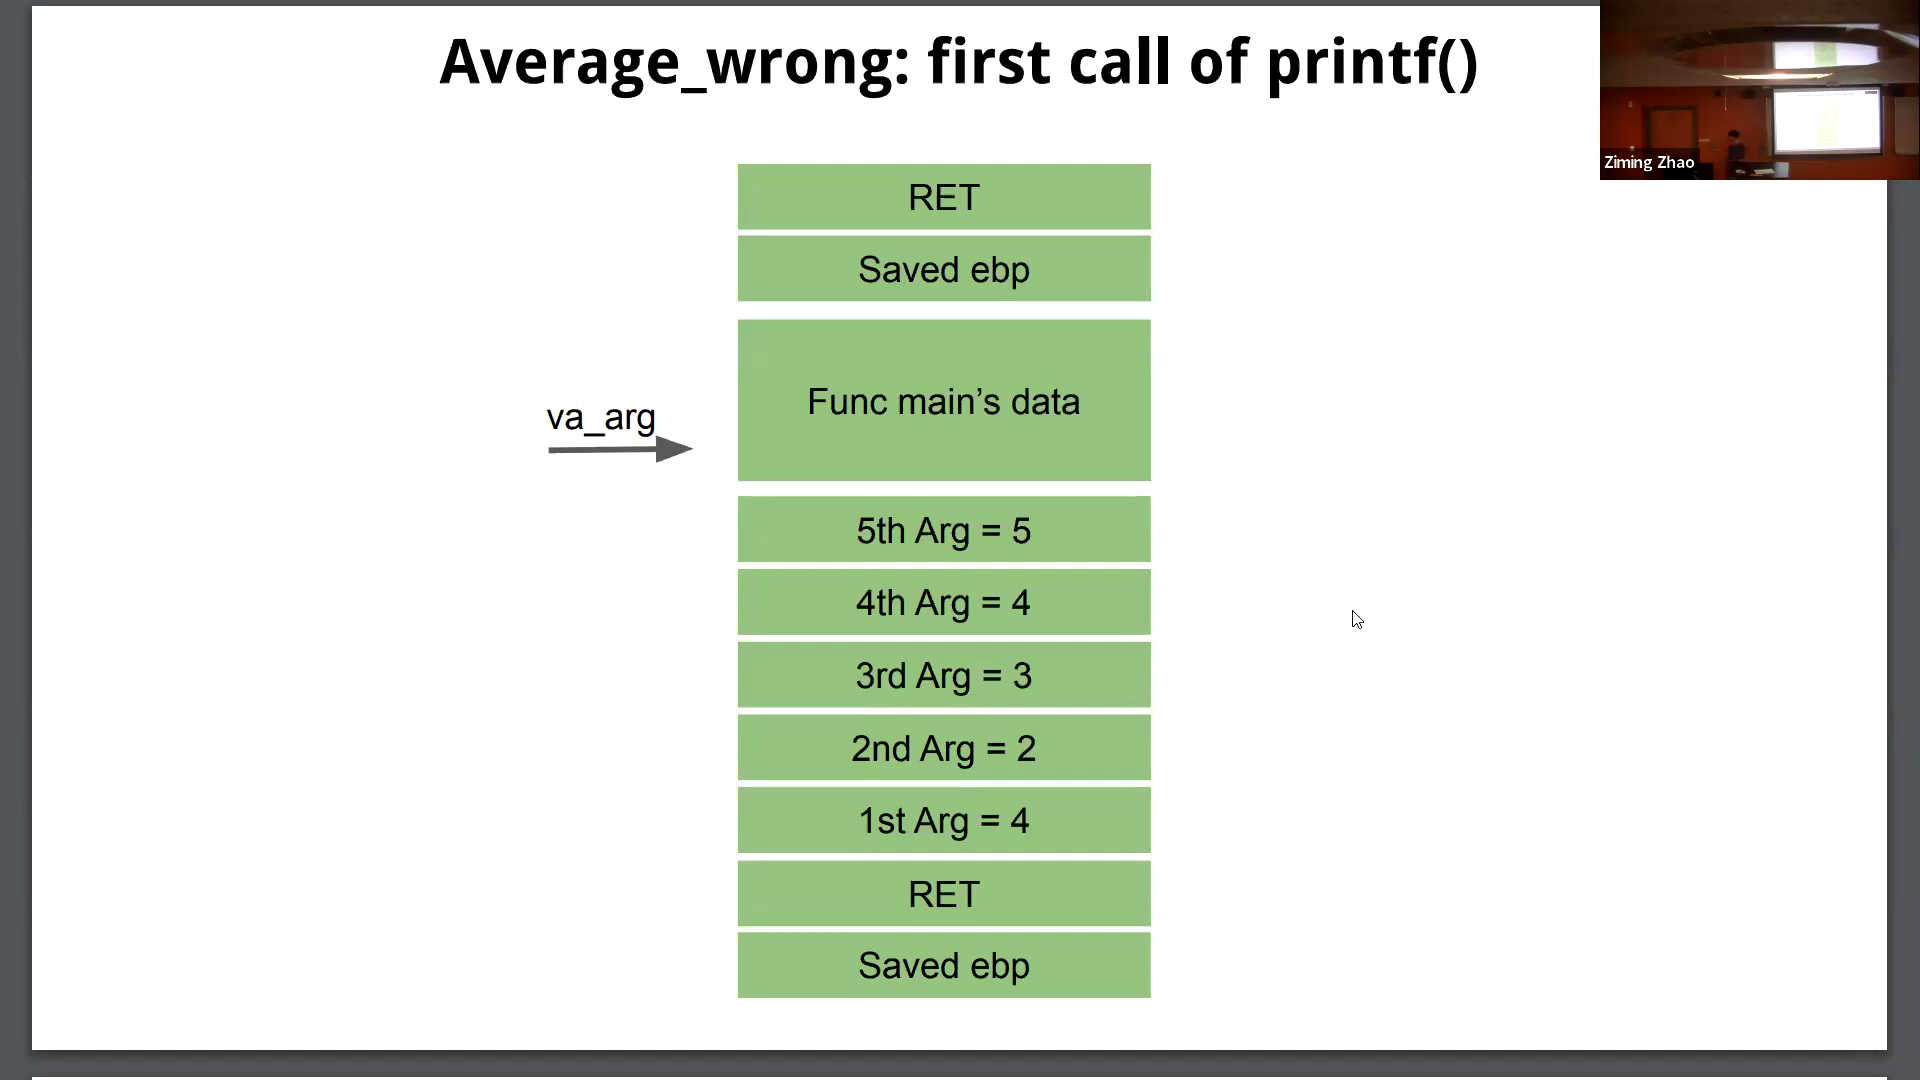 Average_wrong: first call of printf()
Ziming Zhao
RET
Saved ebp
Func main’s data
va_arg
5th Arg = 5
4th Arg = 4
3rd Arg = 3
2nd Arg = 2
1st Arg = 4
RET
Saved ebp